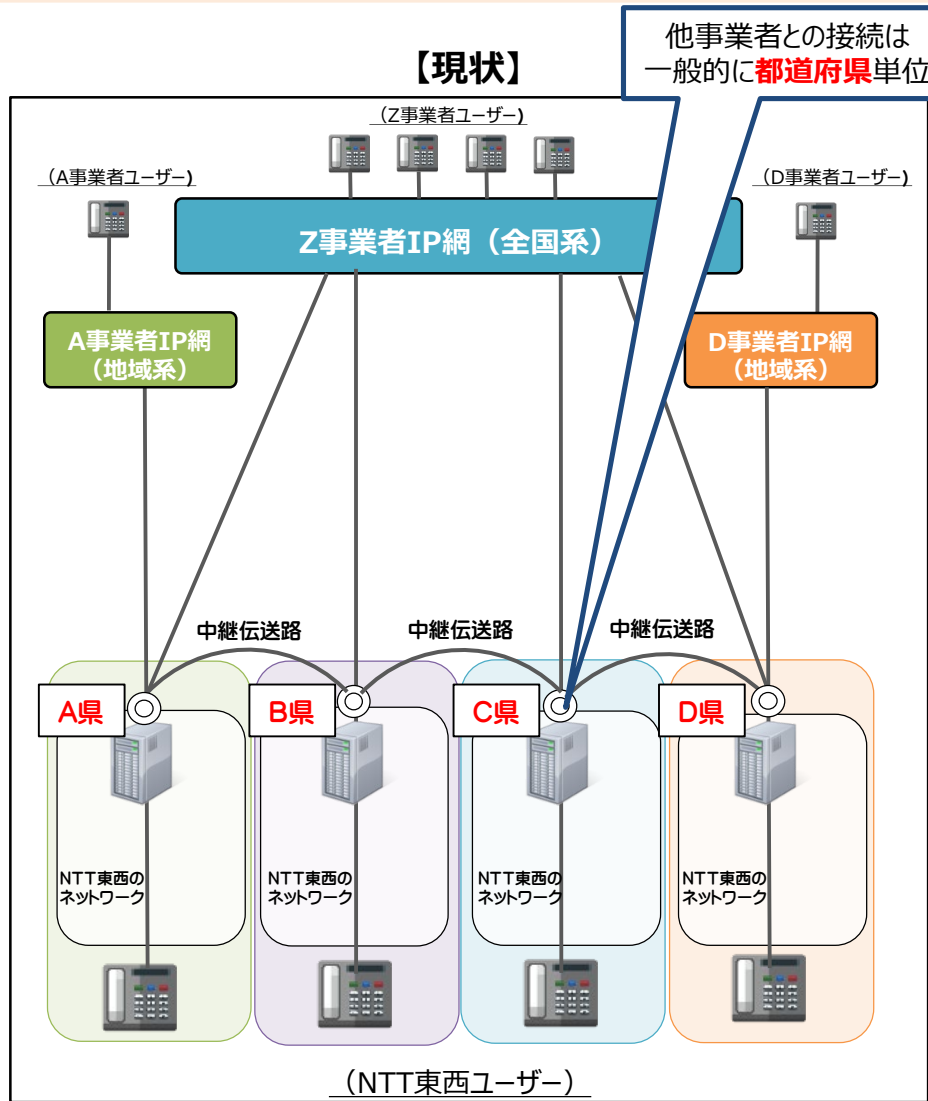 他事業者との接続は
一般的に都道府県単位
【現状】
（Z事業者ユーザー)
（A事業者ユーザー)
（D事業者ユーザー)
Z事業者IP網（全国系）
A事業者IP網
（地域系）
D事業者IP網
（地域系）
中継伝送路
中継伝送路
中継伝送路
A県
B県
C県
D県
NTT東西の
ネットワーク
NTT東西の
ネットワーク
NTT東西の
ネットワーク
NTT東西の
ネットワーク
（NTT東西ユーザー）